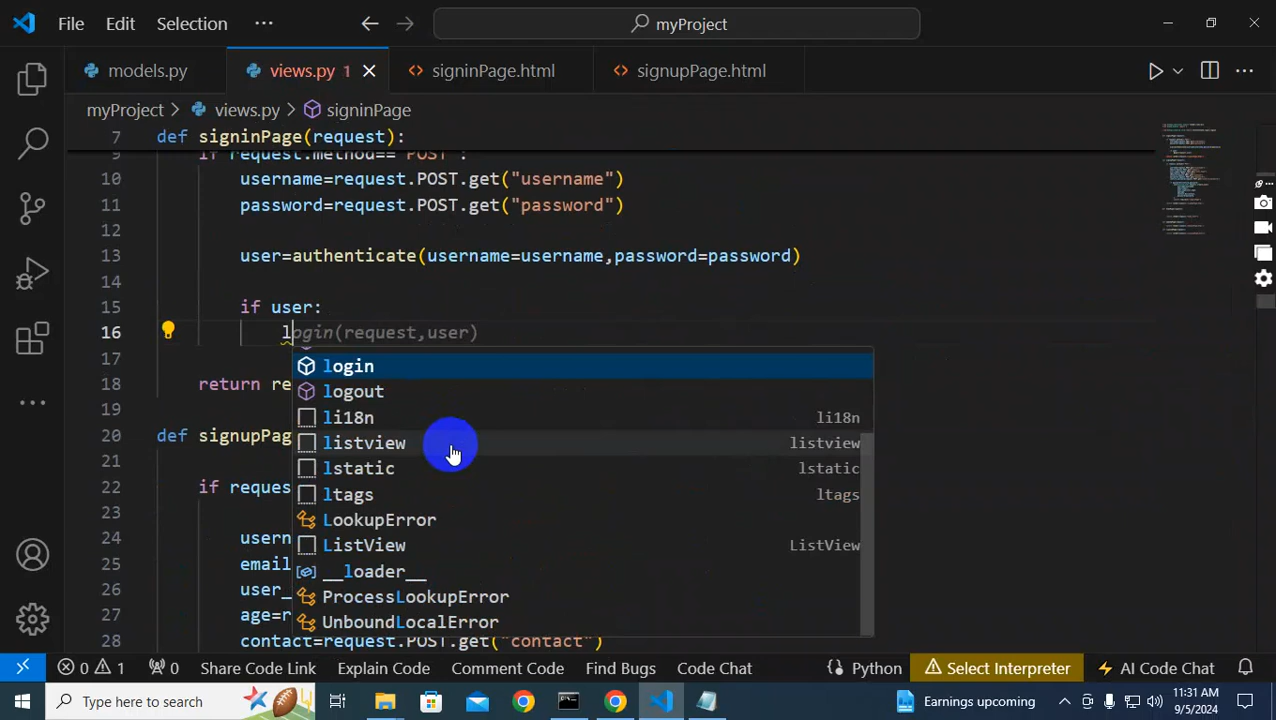 File Edit Selection ··· myProject
models.py views.py 1 signinPage.html signupPage.html
myProject > views.py > signinPage
7 def signinPage(request):
9 if request.method== "POST":
10 username=request.POST.get("username")
11 password=request.POST.get("password")
12
13 user=authenticate(username=username,password=password)
14
15 if user:
16 login(request,user)
login
17
18 return re
logout
19
li18n li18n
20 def signupPag
listview listview
21
lstatic lstatic
22 if reques
ltags ltags
23
LookupError
24 usern
ListView ListView
25 email
__loader__
26 user_
ProcessLookupError
27 age=r
UnboundLocalError
28 contact=request.POST.get("contact")
0 1 0 Share Code Link Explain Code Comment Code Find Bugs Code Chat Python Select Interpreter AI Code Chat
Type here to search Earnings upcoming 11:31 AM
9/5/2024